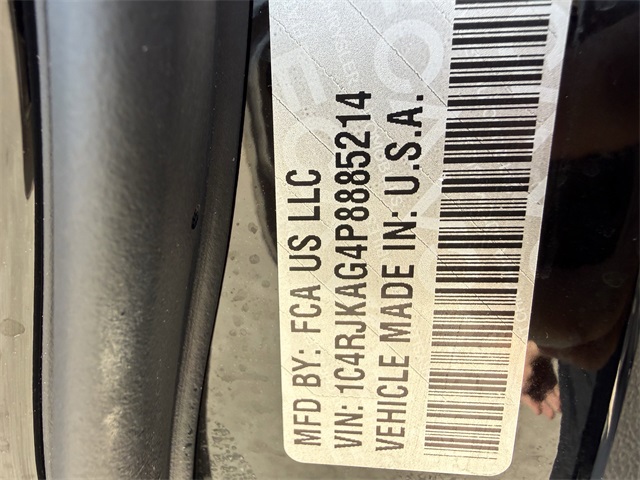 MFD BY: FCA US LLC
VIN: 1C4RJKAG4P8885214
VEHICLE MADE IN: U.S.A.